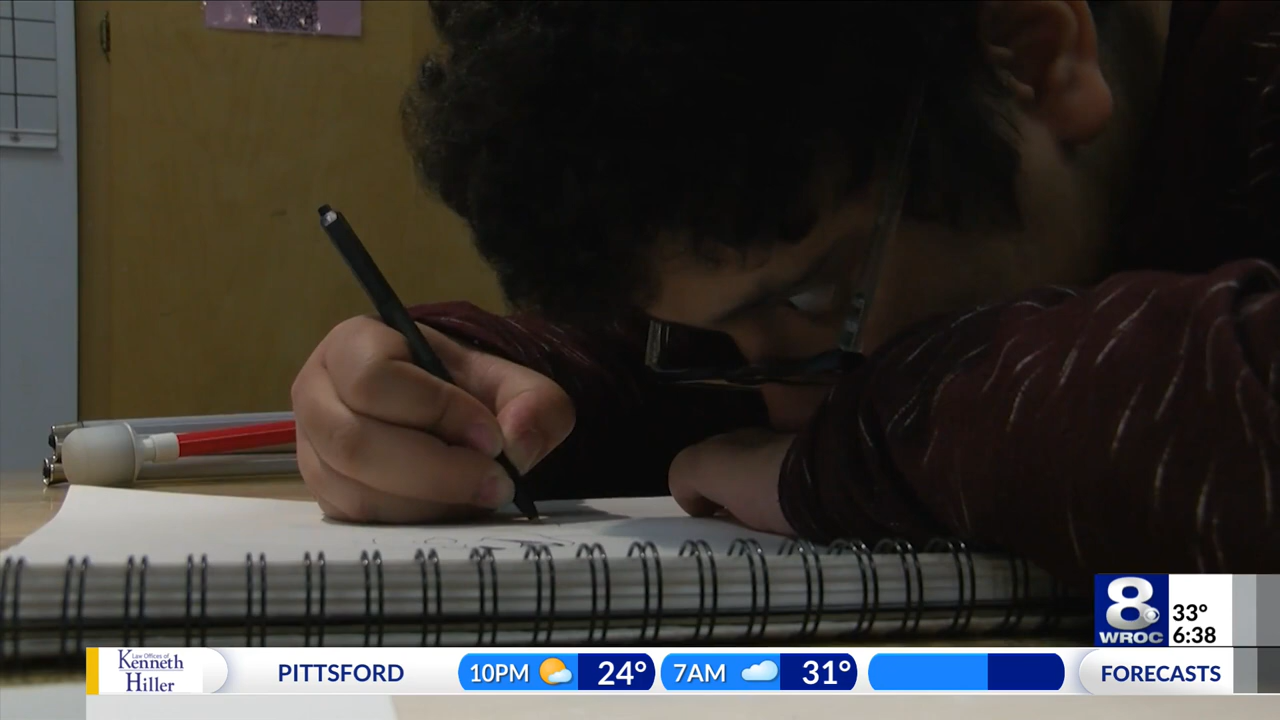 8
WROC
33°
6:38
Law Offices of
Kenneth
Hiller
PITTSFORD
10PM
24°
7AM
31°
FORECASTS